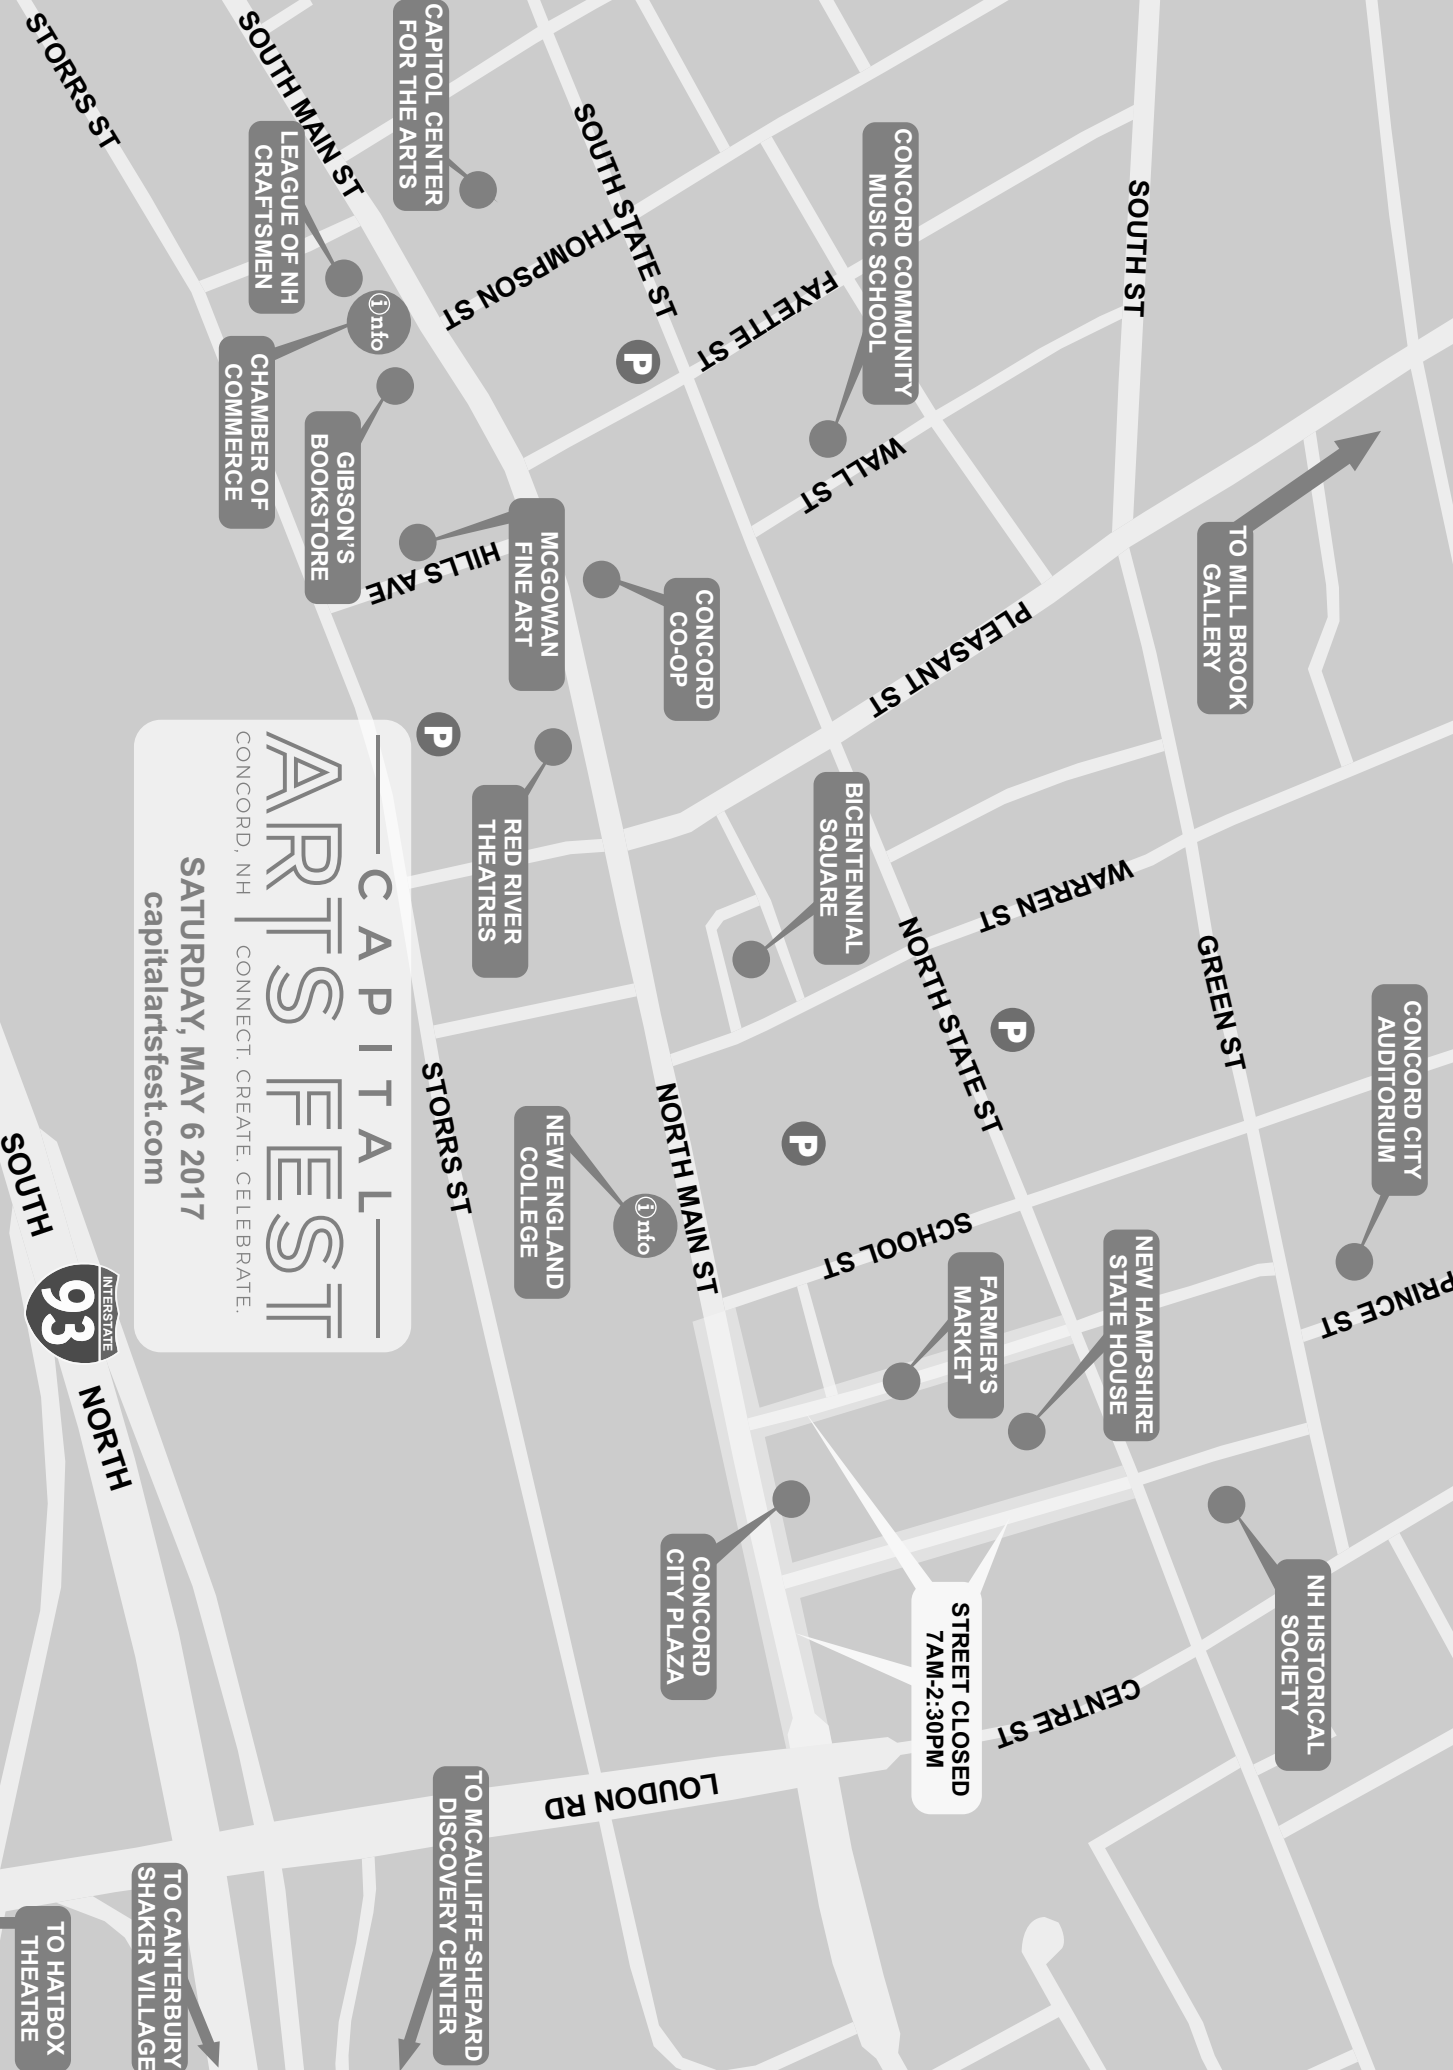 STORRS ST
SOUTH MAIN ST
CAPITOL CENTER
FOR THE ARTS
SOUTH STATE ST
CONCORD COMMUNITY
MUSIC SCHOOL
SOUTH ST
LEAGUE OF NH
CRAFTSMEN
THOMPSON ST
FAYETTE ST
info
CHAMBER OF
COMMERCE
GIBSON'S
BOOKSTORE
P
WALL ST
TO MILL BROOK
GALLERY
HILLS AVE
MCGOWAN
FINE ART
CONCORD
CO-OP
PLEASANT ST
P
RED RIVER
THEATRES
BICENTENNIAL
SQUARE
WARREN ST
NORTH STATE ST
GREEN ST
CONCORD CITY
AUDITORIUM
P
P
CAPITAL
ARTS FEST
CONCORD, NH | CONNECT. CREATE. CELEBRATE.
SATURDAY, MAY 6 2017
capitalartsfest.com
STORRS ST
NORTH MAIN ST
NEW ENGLAND
COLLEGE
info
SCHOOL ST
FARMER'S
MARKET
NEW HAMPSHIRE
STATE HOUSE
PRINCE ST
SOUTH
INTERSTATE
93
NORTH
CONCORD
CITY PLAZA
STREET CLOSED
7AM-2:30PM
NH HISTORICAL
SOCIETY
CENTRE ST
LOUDON RD
TO MCAULIFFE-SHEPARD
DISCOVERY CENTER
TO CANTERBURY
SHAKER VILLAGE
TO HATBOX
THEATRE